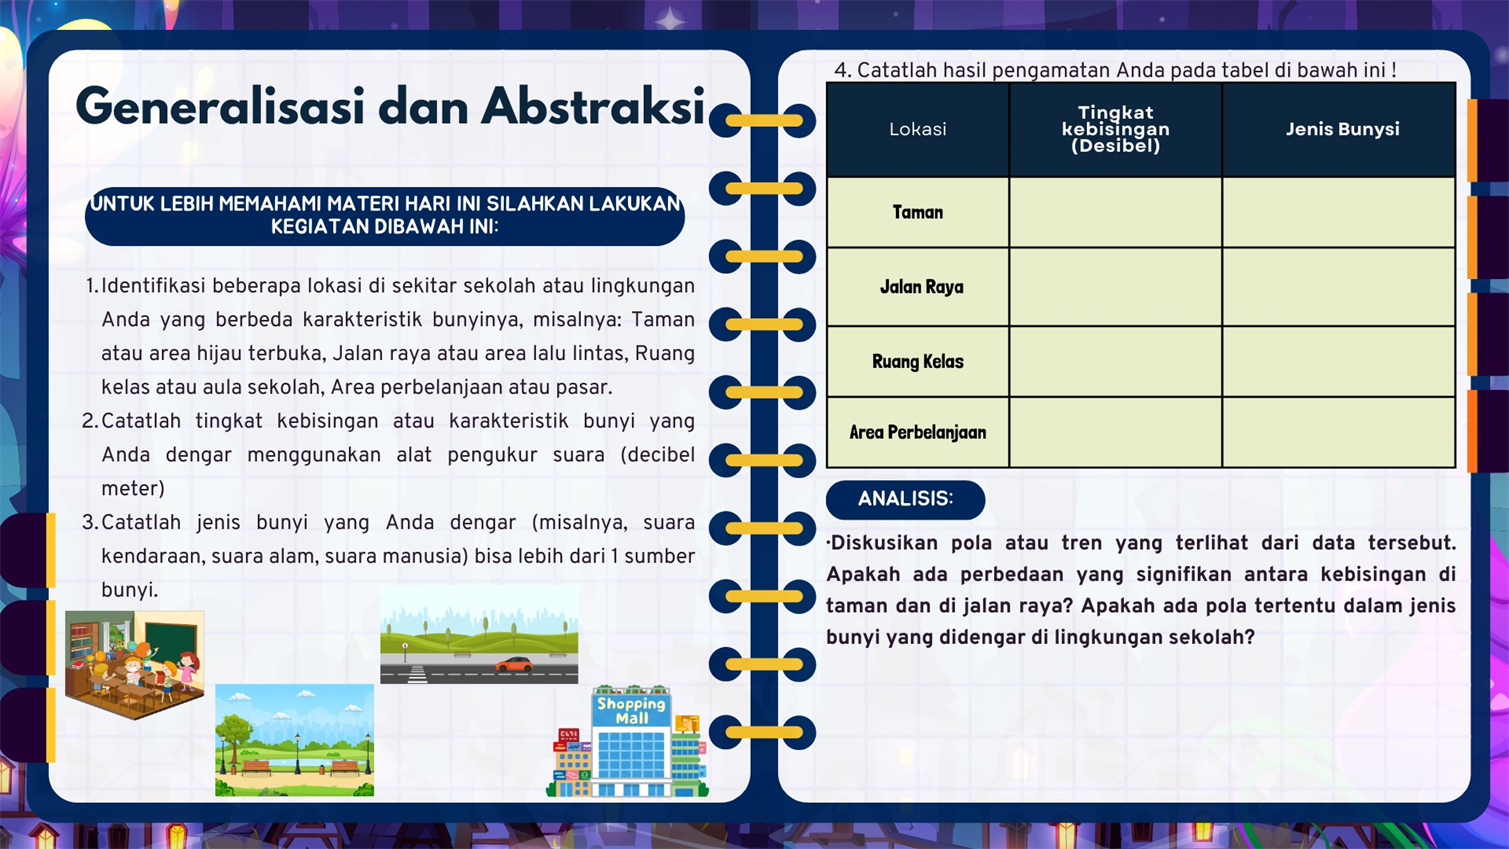 Generalisasi dan Abstraksi
UNTUK LEBIH MEMAHAMI MATERI HARI INI SILAHKAN LAKUKAN
KEGIATAN DIBAWAH INI:
1. Identifikasi beberapa lokasi di sekitar sekolah atau lingkungan
Anda yang berbeda karakteristik bunyinya, misalnya: Taman
atau area hijau terbuka, Jalan raya atau area lalu lintas, Ruang
kelas atau aula sekolah, Area perbelanjaan atau pasar.
2. Catatlah tingkat kebisingan atau karakteristik bunyi yang
Anda dengar menggunakan alat pengukur suara (decibel
meter)
3. Catatlah jenis bunyi yang Anda dengar (misalnya, suara
kendaraan, suara alam, suara manusia) bisa lebih dari 1 sumber
bunyi.
Shopping
Mall
4. Catatlah hasil pengamatan Anda pada tabel di bawah ini !
Lokasi
Tingkat
kebisingan
(Desibel)
Jenis Bunysi
Taman
Jalan Raya
Ruang Kelas
Area Perbelanjaan
ANALISIS:
·Diskusikan pola atau tren yang terlihat dari data tersebut.
Apakah ada perbedaan yang signifikan antara kebisingan di
taman dan di jalan raya? Apakah ada pola tertentu dalam jenis
bunyi yang didengar di lingkungan sekolah?